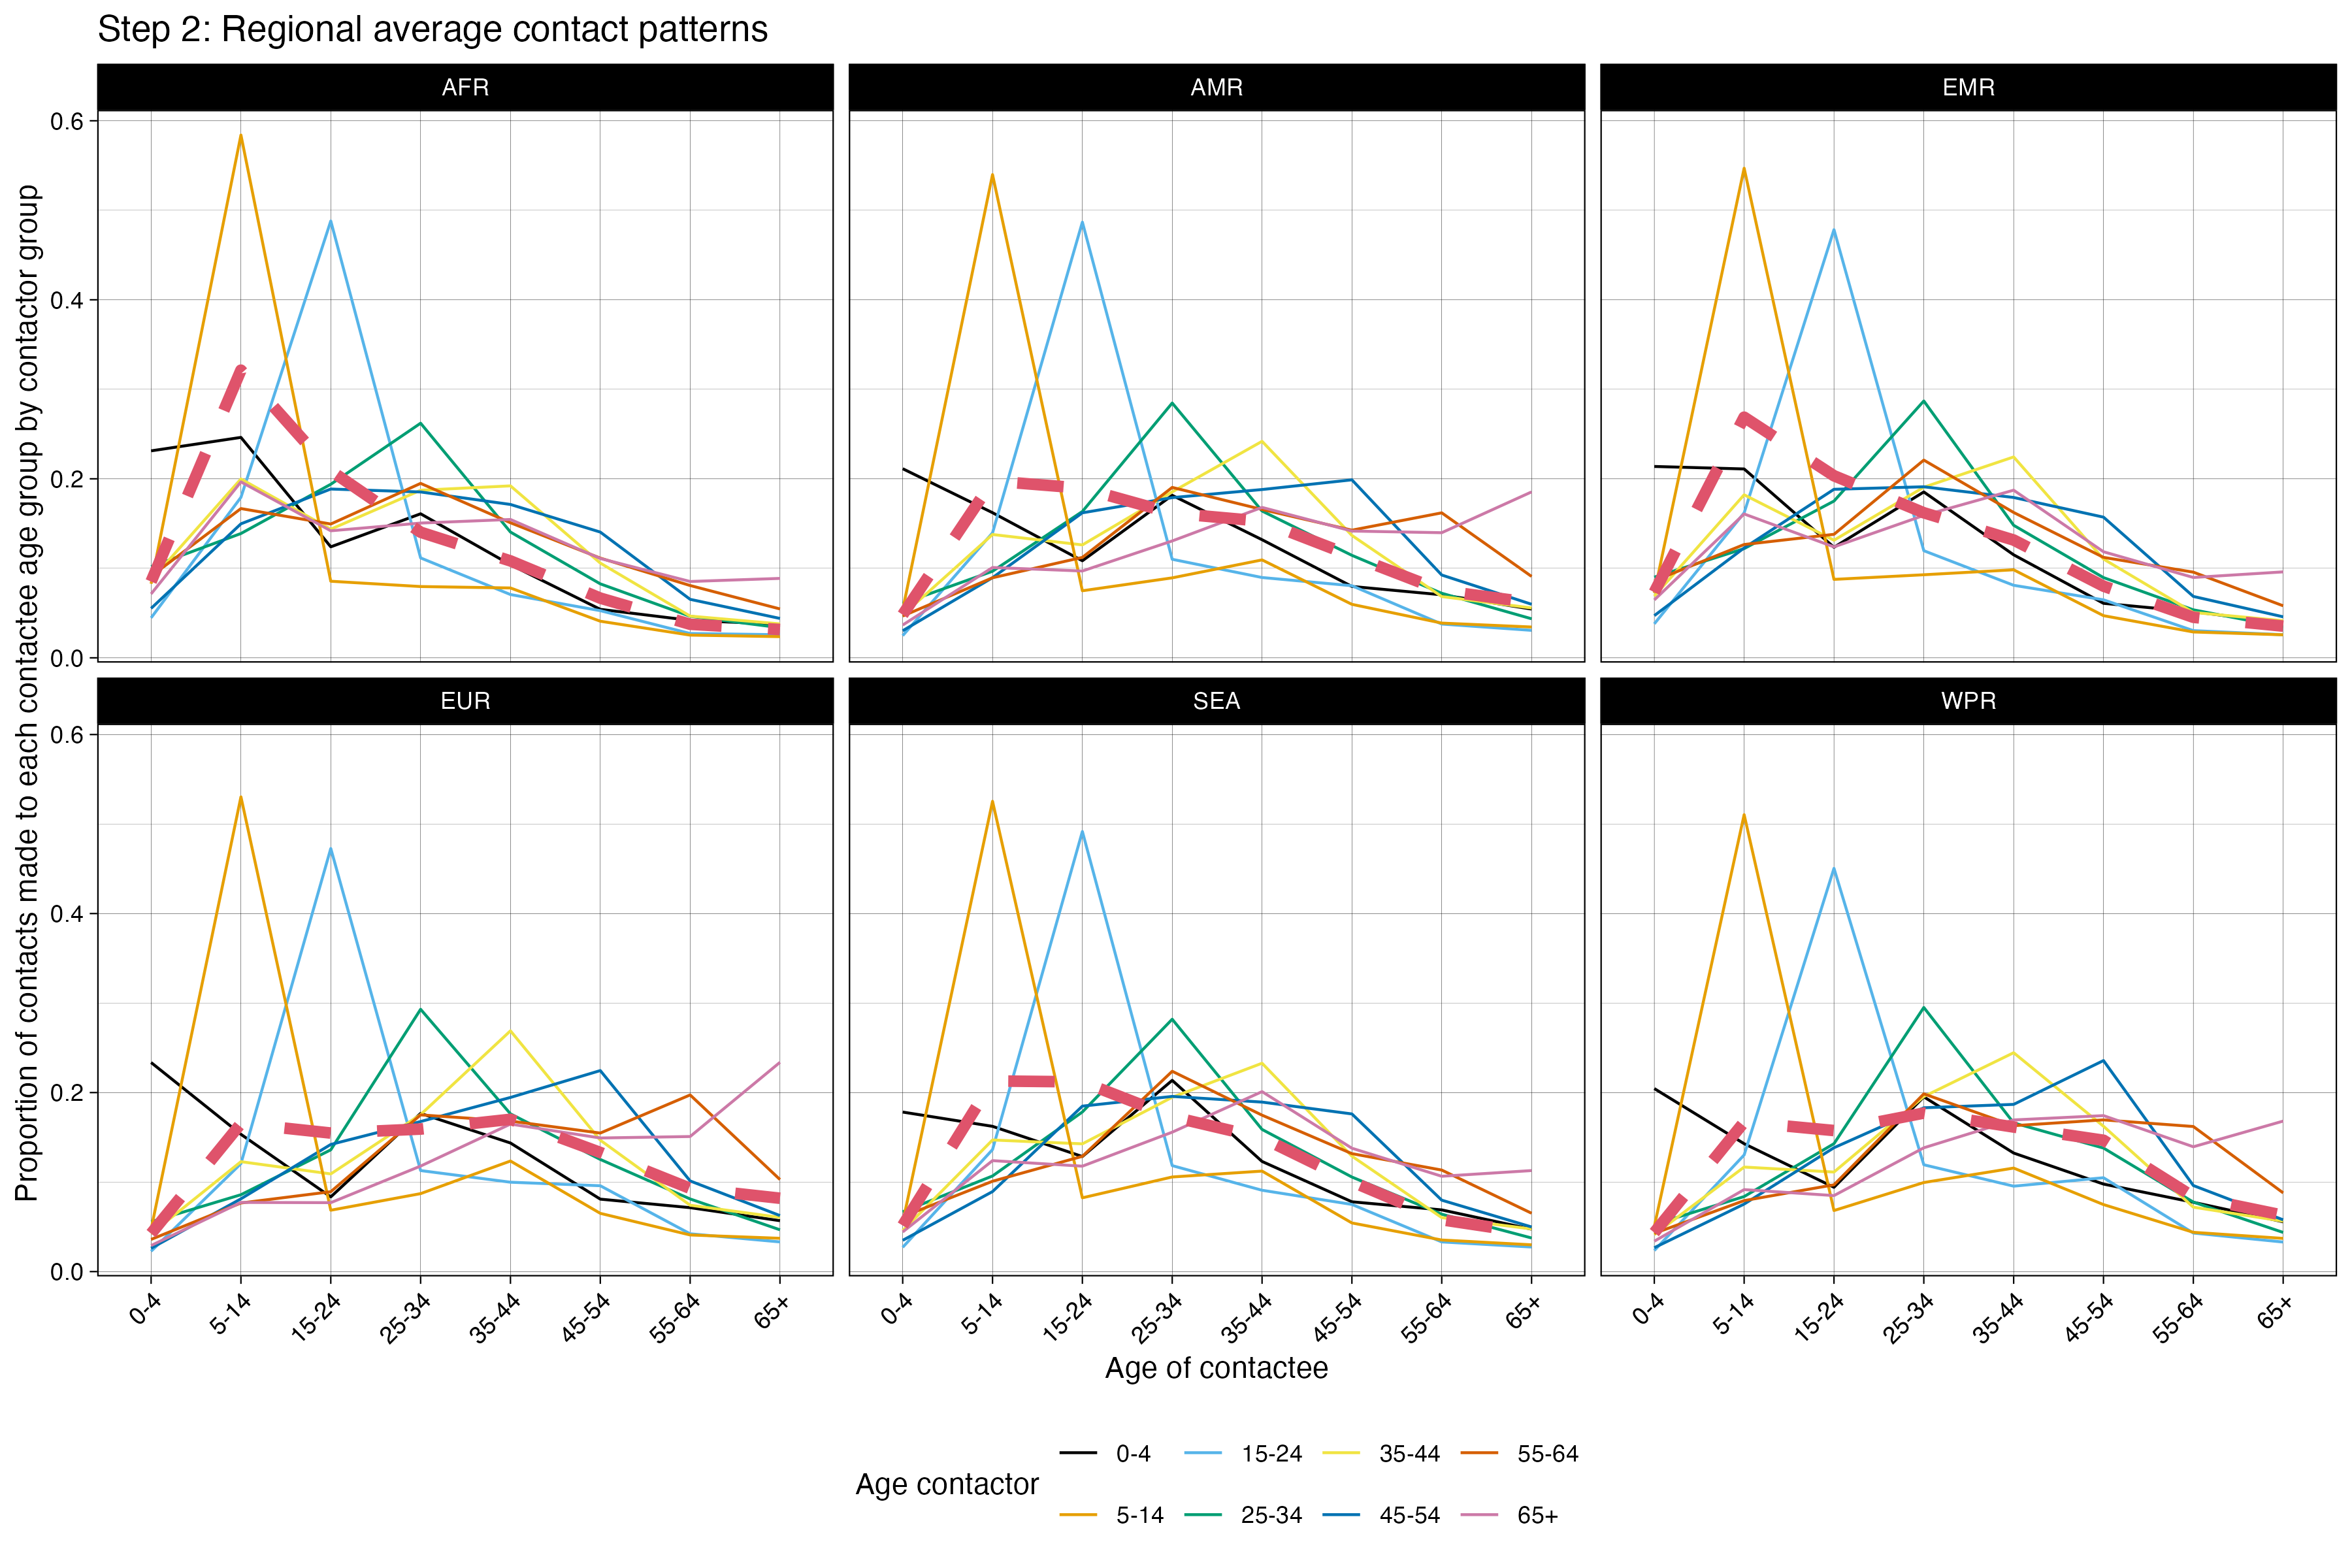 Step 2: Regional average contact patterns
Proportion of contacts made to each contactee age group by contactor group
AFR
AMR
EMR
0.6
0.4
0.2
0.0
EUR
SEA
WPR
0.6
0.4
0.2
0.0
0-4 5-14 15-24 25-34 35-44 45-54 55-64 65+
0-4 5-14 15-24 25-34 35-44 45-54 55-64 65+
0-4 5-14 15-24 25-34 35-44 45-54 55-64 65+
Age of contactee
Age contactor
0-4 15-24 35-44 55-64
5-14 25-34 45-54 65+